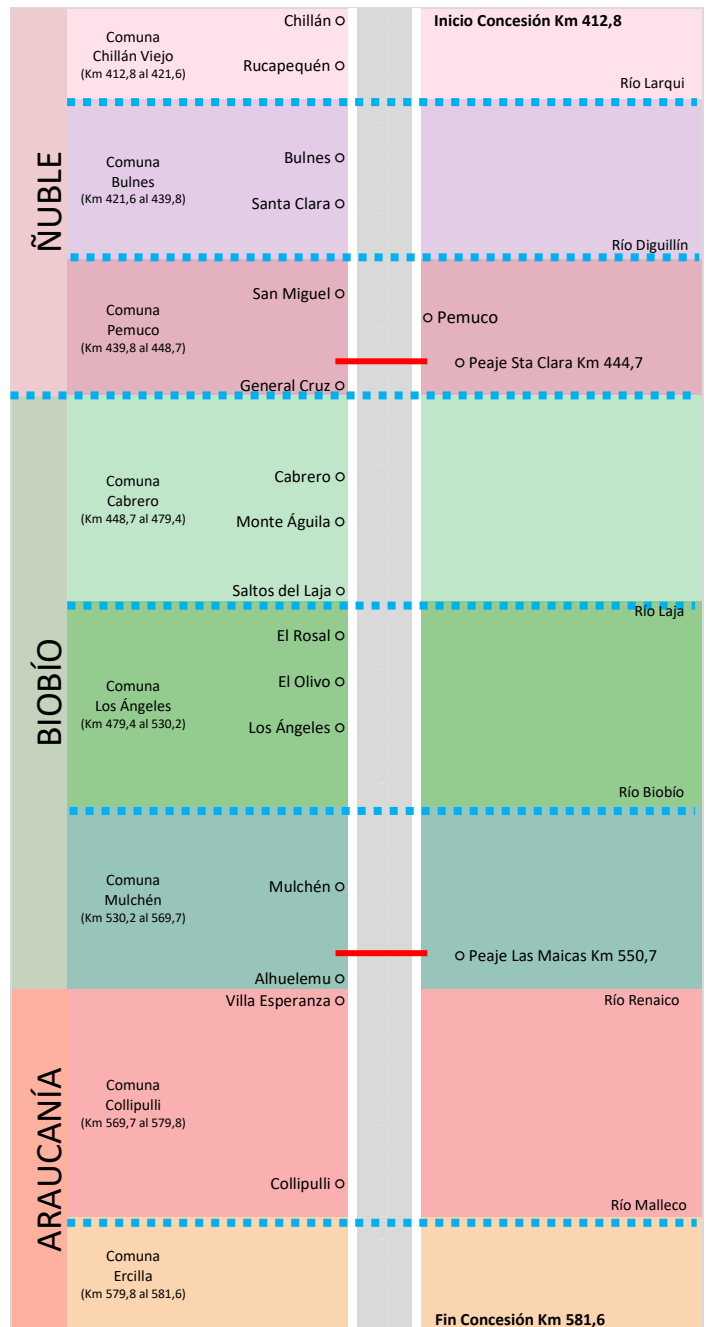 Chillán
Inicio Concesión Km 412,8
Comuna
Chillán Viejo
(Km 412,8 al 421,6)
Rucapequén
Río Larqui
ÑUBLE
Comuna
Bulnes
(Km 421,6 al 439,8)
Bulnes
Santa Clara
Río Diguillín
San Miguel
Comuna
Pemuco
(Km 439,8 al 448,7)
Pemuco
Peaje Sta Clara Km 444,7
General Cruz
BIOBÍO
Comuna
Cabrero
(Km 448,7 al 479,4)
Cabrero
Monte Águila
Saltos del Laja
Río Laja
El Rosal
Comuna
Los Ángeles
(Km 479,4 al 530,2)
El Olivo
Los Ángeles
Río Biobío
Comuna
Mulchén
(Km 530,2 al 569,7)
Mulchén
Peaje Las Maicas Km 550,7
Alhuelemu
Villa Esperanza
Río Renaico
ARAUCANÍA
Comuna
Collipulli
(Km 569,7 al 579,8)
Collipulli
Río Malleco
Comuna
Ercilla
(Km 579,8 al 581,6)
Fin Concesión Km 581,6